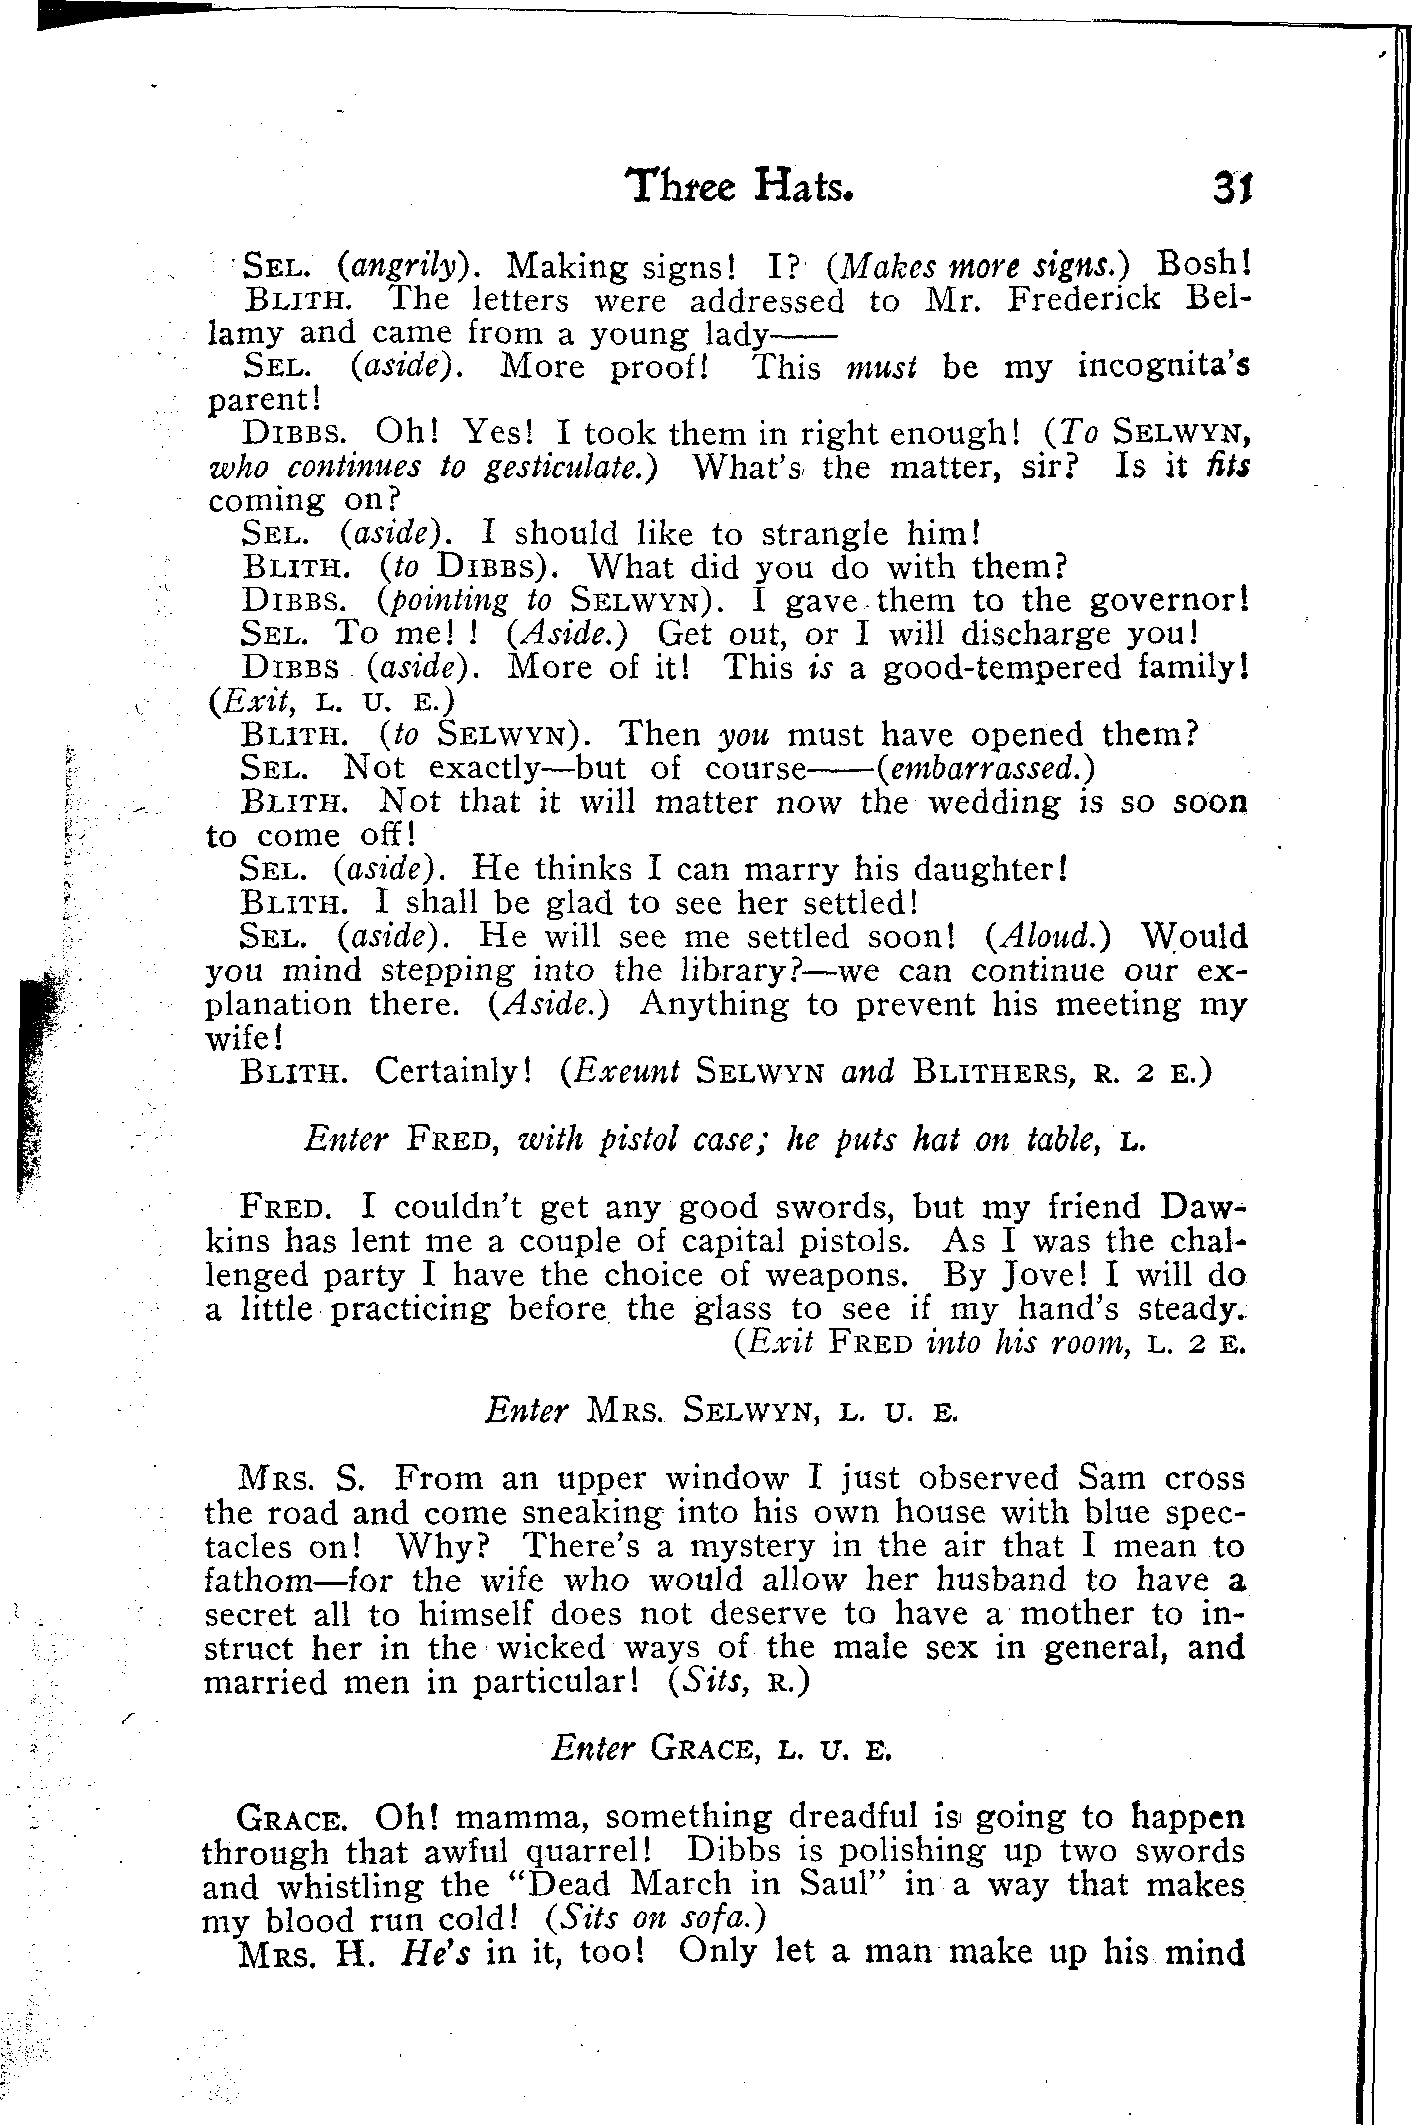 Three Hats. 31
SEL. (angrily). Making signs! I? (Makes more signs.) Bosh!
BLITH. The letters were addressed to Mr. Frederick Bel-
lamy and came from a young lady——
SEL. (aside). More proof! This must be my incognita's
parent!
DIBBS. Oh! Yes! I took them in right enough! (To SELWYN,
who continues to gesticulate.) What's the matter, sir? Is it fits
coming on?
SEL. (aside). I should like to strangle him!
BLITH. (to DIBBS). What did you do with them?
DIBBS. (pointing to SELWYN). I gave them to the governor!
SEL. To me! ! (Aside.) Get out, or I will discharge you!
DIBBS (aside). More of it! This is a good-tempered family!
(Exit, L. U. E.)
BLITH. (to SELWYN). Then you must have opened them?
SEL. Not exactly—but of course——(embarrassed.)
BLITH. Not that it will matter now the wedding is so soon
to come off!
SEL. (aside). He thinks I can marry his daughter!
BLITH. I shall be glad to see her settled!
SEL. (aside). He will see me settled soon! (Aloud.) Would
you mind stepping into the library?—we can continue our ex-
planation there. (Aside.) Anything to prevent his meeting my
wife!
BLITH. Certainly! (Exeunt SELWYN and BLITHERS, R. 2 E.)
Enter FRED, with pistol case; he puts hat on table, L.
FRED. I couldn't get any good swords, but my friend Daw-
kins has lent me a couple of capital pistols. As I was the chal-
lenged party I have the choice of weapons. By Jove! I will do
a little practicing before the glass to see if my hand's steady.
(Exit FRED into his room, L. 2 E.
Enter MRS. SELWYN, L. U. E.
MRS. S. From an upper window I just observed Sam cross
the road and come sneaking into his own house with blue spec-
tacles on! Why? There's a mystery in the air that I mean to
fathom—for the wife who would allow her husband to have a
secret all to himself does not deserve to have a mother to in-
struct her in the wicked ways of the male sex in general, and
married men in particular! (Sits, R.)
Enter GRACE, L. U. E.
GRACE. Oh! mamma, something dreadful is going to happen
through that awful quarrel! Dibbs is polishing up two swords
and whistling the "Dead March in Saul" in a way that makes
my blood run cold! (Sits on sofa.)
MRS. H. He's in it, too! Only let a man make up his mind